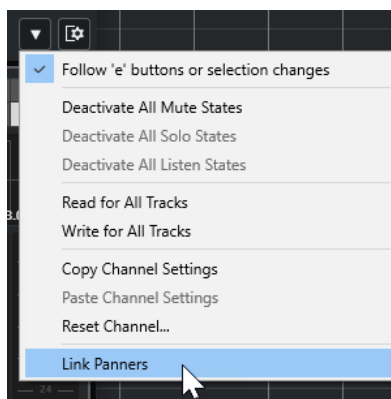 Follow 'e' buttons or selection changes
Deactivate All Mute States
Deactivate All Solo States
Deactivate All Listen States
Read for All Tracks
Write for All Tracks
Copy Channel Settings
Paste Channel Settings
Reset Channel...
Link Panners
24